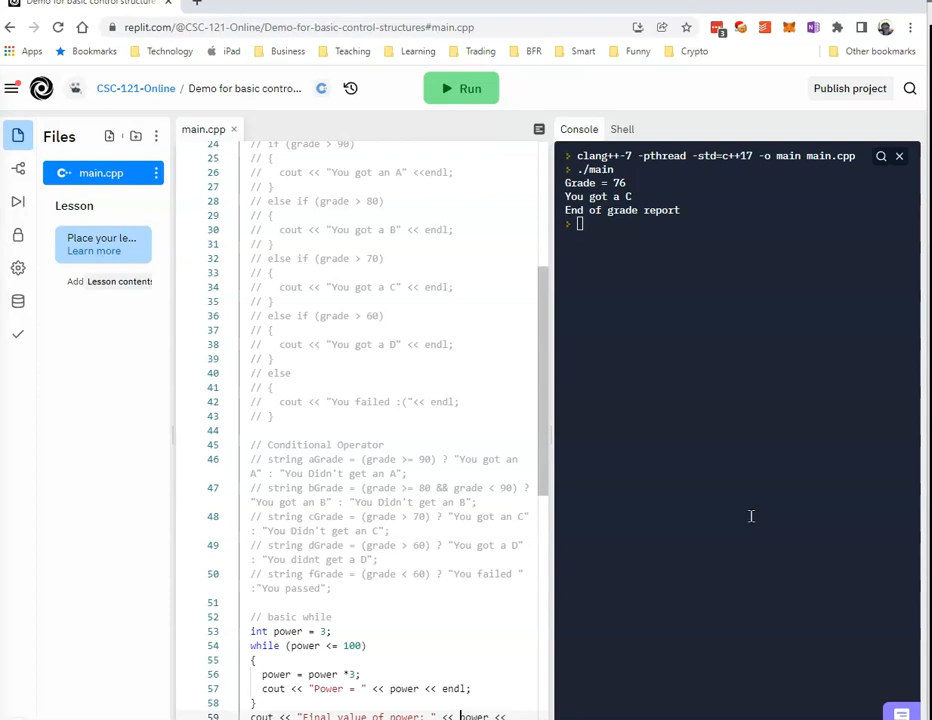 Demo for basic control structure
replit.com/@CSC-121-Online/Demo-for-basic-control-structures#main.cpp
3
Apps Bookmarks Technology iPad Business Teaching Learning Trading BFR Smart Funny Crypto Other bookmarks
CSC-121-Online / Demo for basic contro... Run Publish project
Files main.cpp Console Shell
main.cpp
Lesson
Place your le...
Learn more
Add Lesson content
24 // if (grade > 90)
25 // {
26 // cout << "You got an A" <<endl;
27 // }
28 // else if (grade > 80)
29 // {
30 // cout << "You got a B" << endl;
31 // }
32 // else if (grade > 70)
33 // {
34 // cout << "You got a C" << endl;
35 // }
36 // else if (grade > 60)
37 // {
38 // cout << "You got a D" << endl;
39 // }
40 // else
41 // {
42 // cout << "You failed :("<< endl;
43 // }
44
45 // Conditional Operator
46 // string aGrade = (grade >= 90) ? "You got an
A" : "You Didn't get an A";
47 // string bGrade = (grade >= 80 && grade < 90) ?
"You got an B" : "You Didn't get an B";
48 // string cGrade = (grade > 70) ? "You got an C"
: "You Didn't get an C";
49 // string dGrade = (grade > 60) ? "You got a D"
: "You didnt get a D";
50 // string fGrade = (grade < 60) ? "You failed "
:"You passed";
51
52 // basic while
53 int power = 3;
54 while (power <= 100)
55 {
56 power = power *3;
57 cout << "Power = " << power << endl;
58 }
59 cout << "Final value of power: " << power <<
> clang++-7 -pthread -std=c++17 -o main main.cpp
> ./main
Grade = 76
You got a C
End of grade report
>